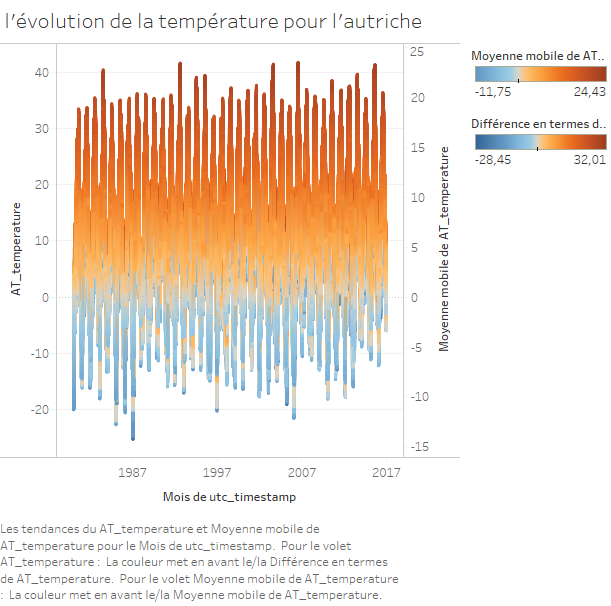 l'évolution de la température pour l'autriche
Moyenne mobile de AT..
-11,75 24,43
Différence en termes d..
-28,45 32,01
AT_temperature
40
30
20
10
0
-10
-20
Moyenne mobile de AT_temperature
25
20
15
10
5
0
-5
-10
-15
1987 1997 2007 2017
Mois de utc_timestamp
Les tendances du AT_temperature et Moyenne mobile de
AT_temperature pour le Mois de utc_timestamp. Pour le volet
AT_temperature : La couleur met en avant le/la Différence en termes
de AT_temperature. Pour le volet Moyenne mobile de AT_temperature
: La couleur met en avant le/la Moyenne mobile de AT_temperature.